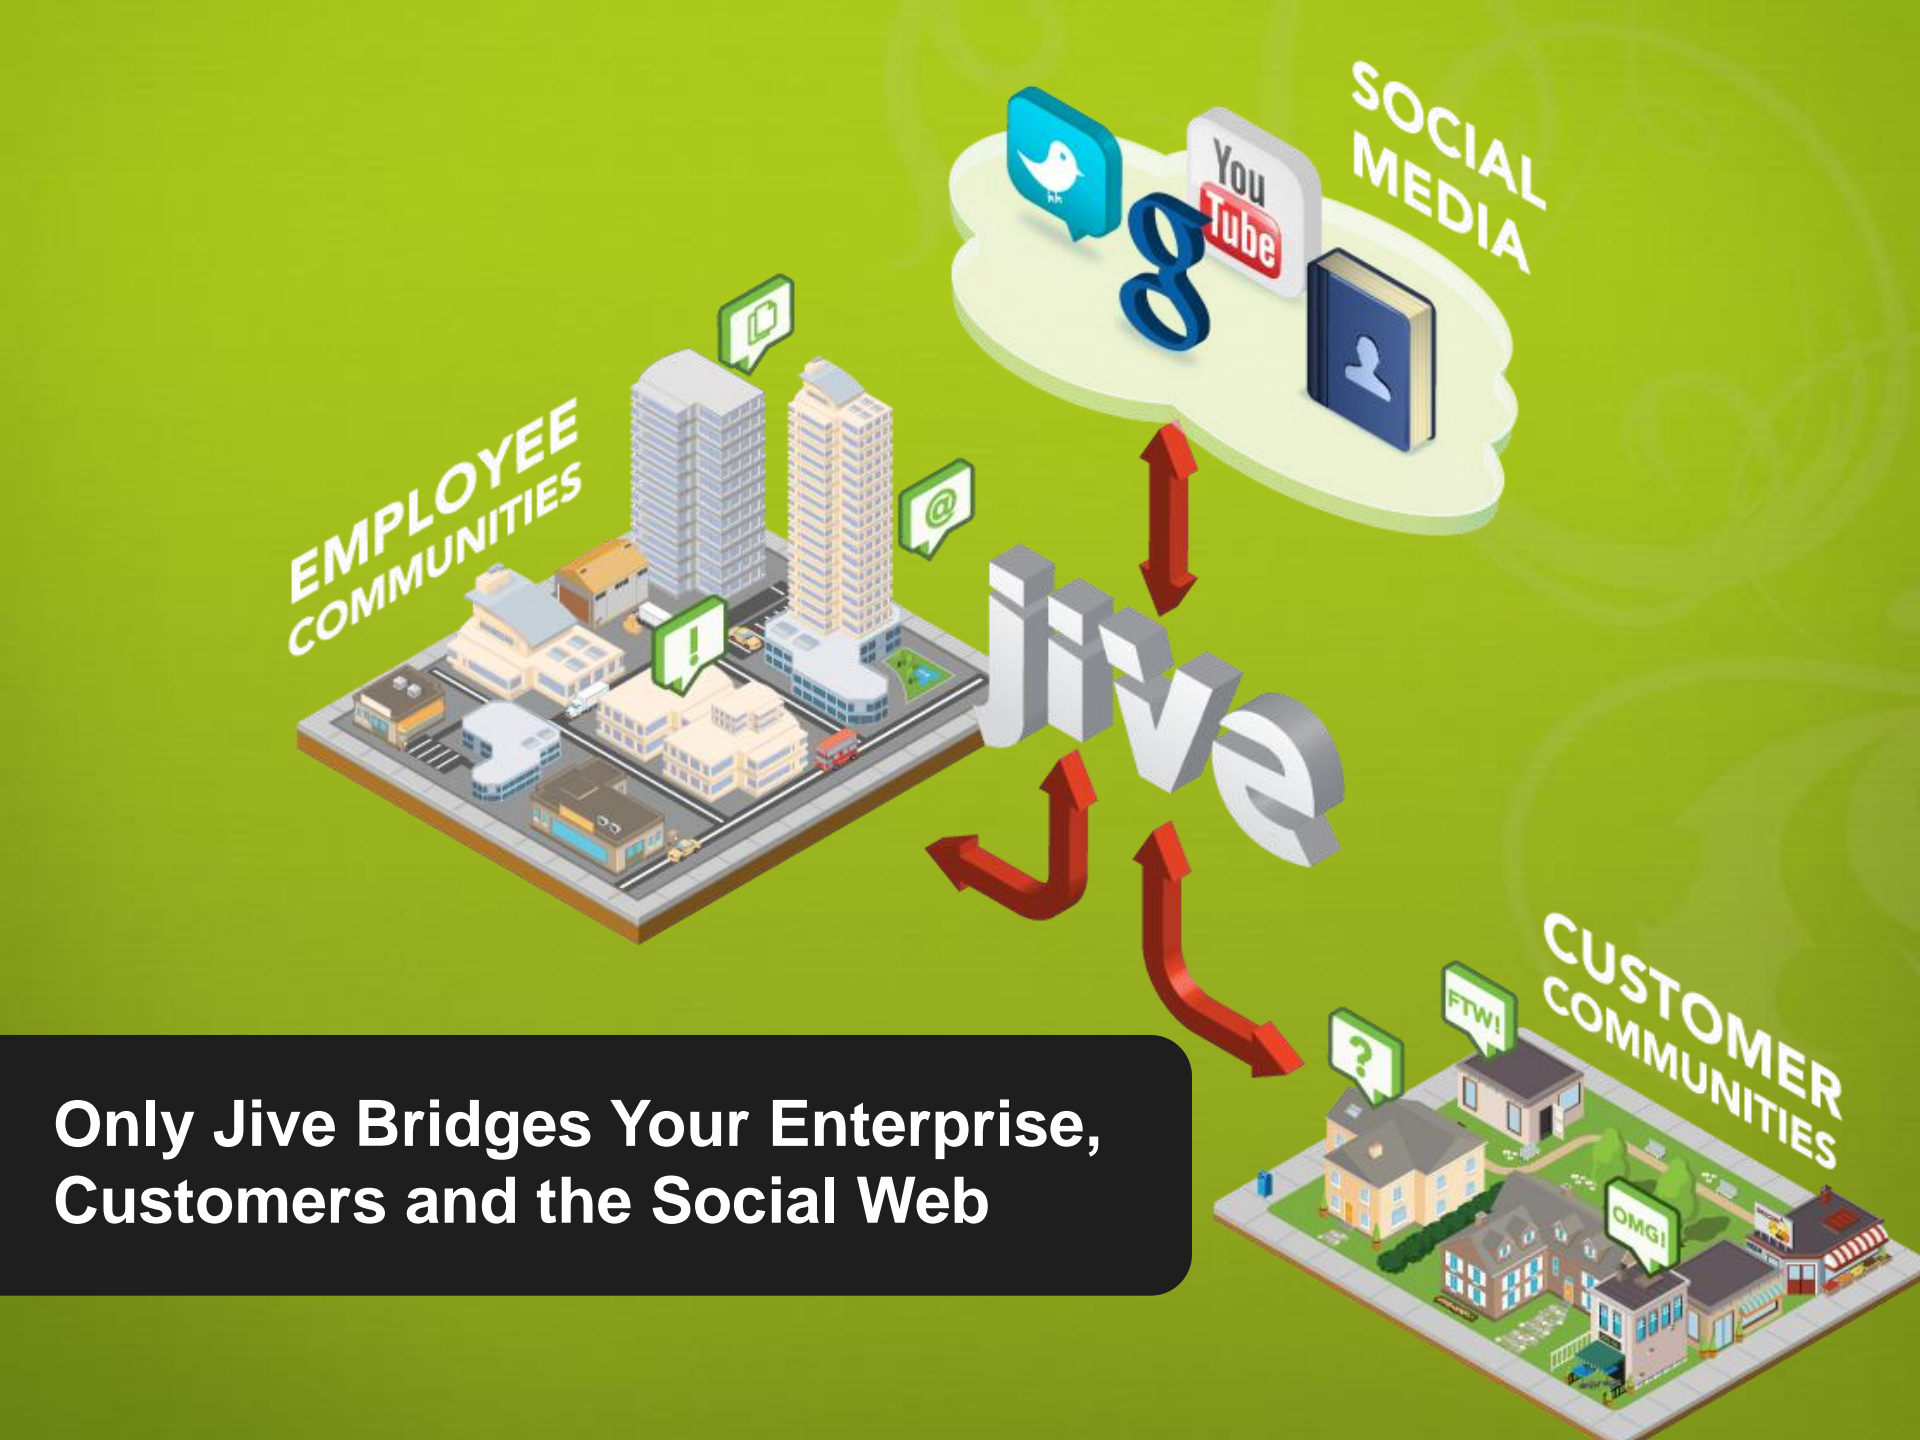 SOCIAL
MEDIA
You
Tube
g
EMPLOYEE
COMMUNITIES
@
!
jive
CUSTOMER
COMMUNITIES
FTW!
?
OMG!
Only Jive Bridges Your Enterprise,
Customers and the Social Web